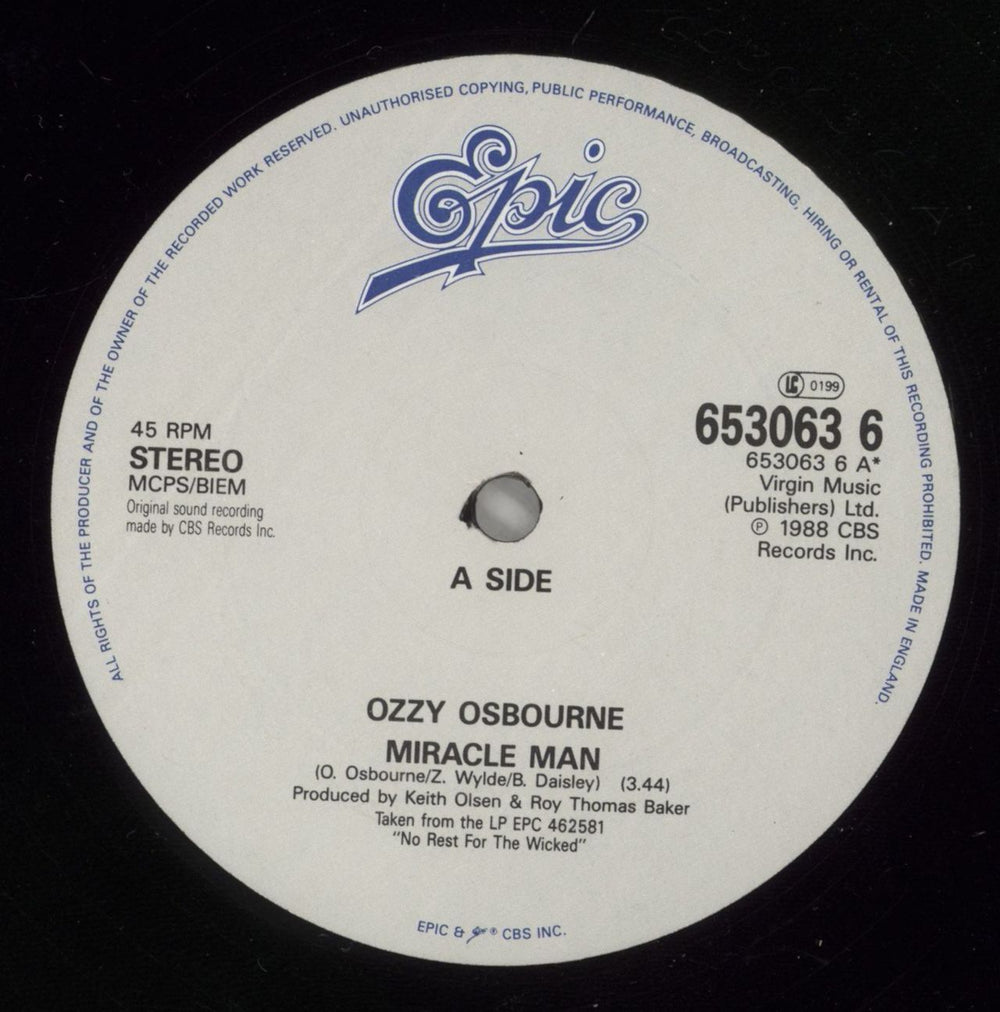 ALL RIGHTS OF THE PRODUCER AND OF THE OWNER OF THE RECORDED WORK RESERVED. UNAUTHORISED COPYING, PUBLIC PERFORMANCE, BROADCASTING, HIRING OR RENTAL OF THIS RECORDING PROHIBITED. MADE IN ENGLAND.
Epic
45 RPM
STEREO
MCPS/BIEM
Original sound recording
made by CBS Records Inc.
LC 0199
653063 6
653063 6 A*
Virgin Music
(Publishers) Ltd.
℗ 1988 CBS
Records Inc.
A SIDE
OZZY OSBOURNE
MIRACLE MAN
(O. Osbourne/Z. Wylde/B. Daisley) (3.44)
Produced by Keith Olsen & Roy Thomas Baker
Taken from the LP EPC 462581
"No Rest For The Wicked"
EPIC & Epic ® CBS INC.